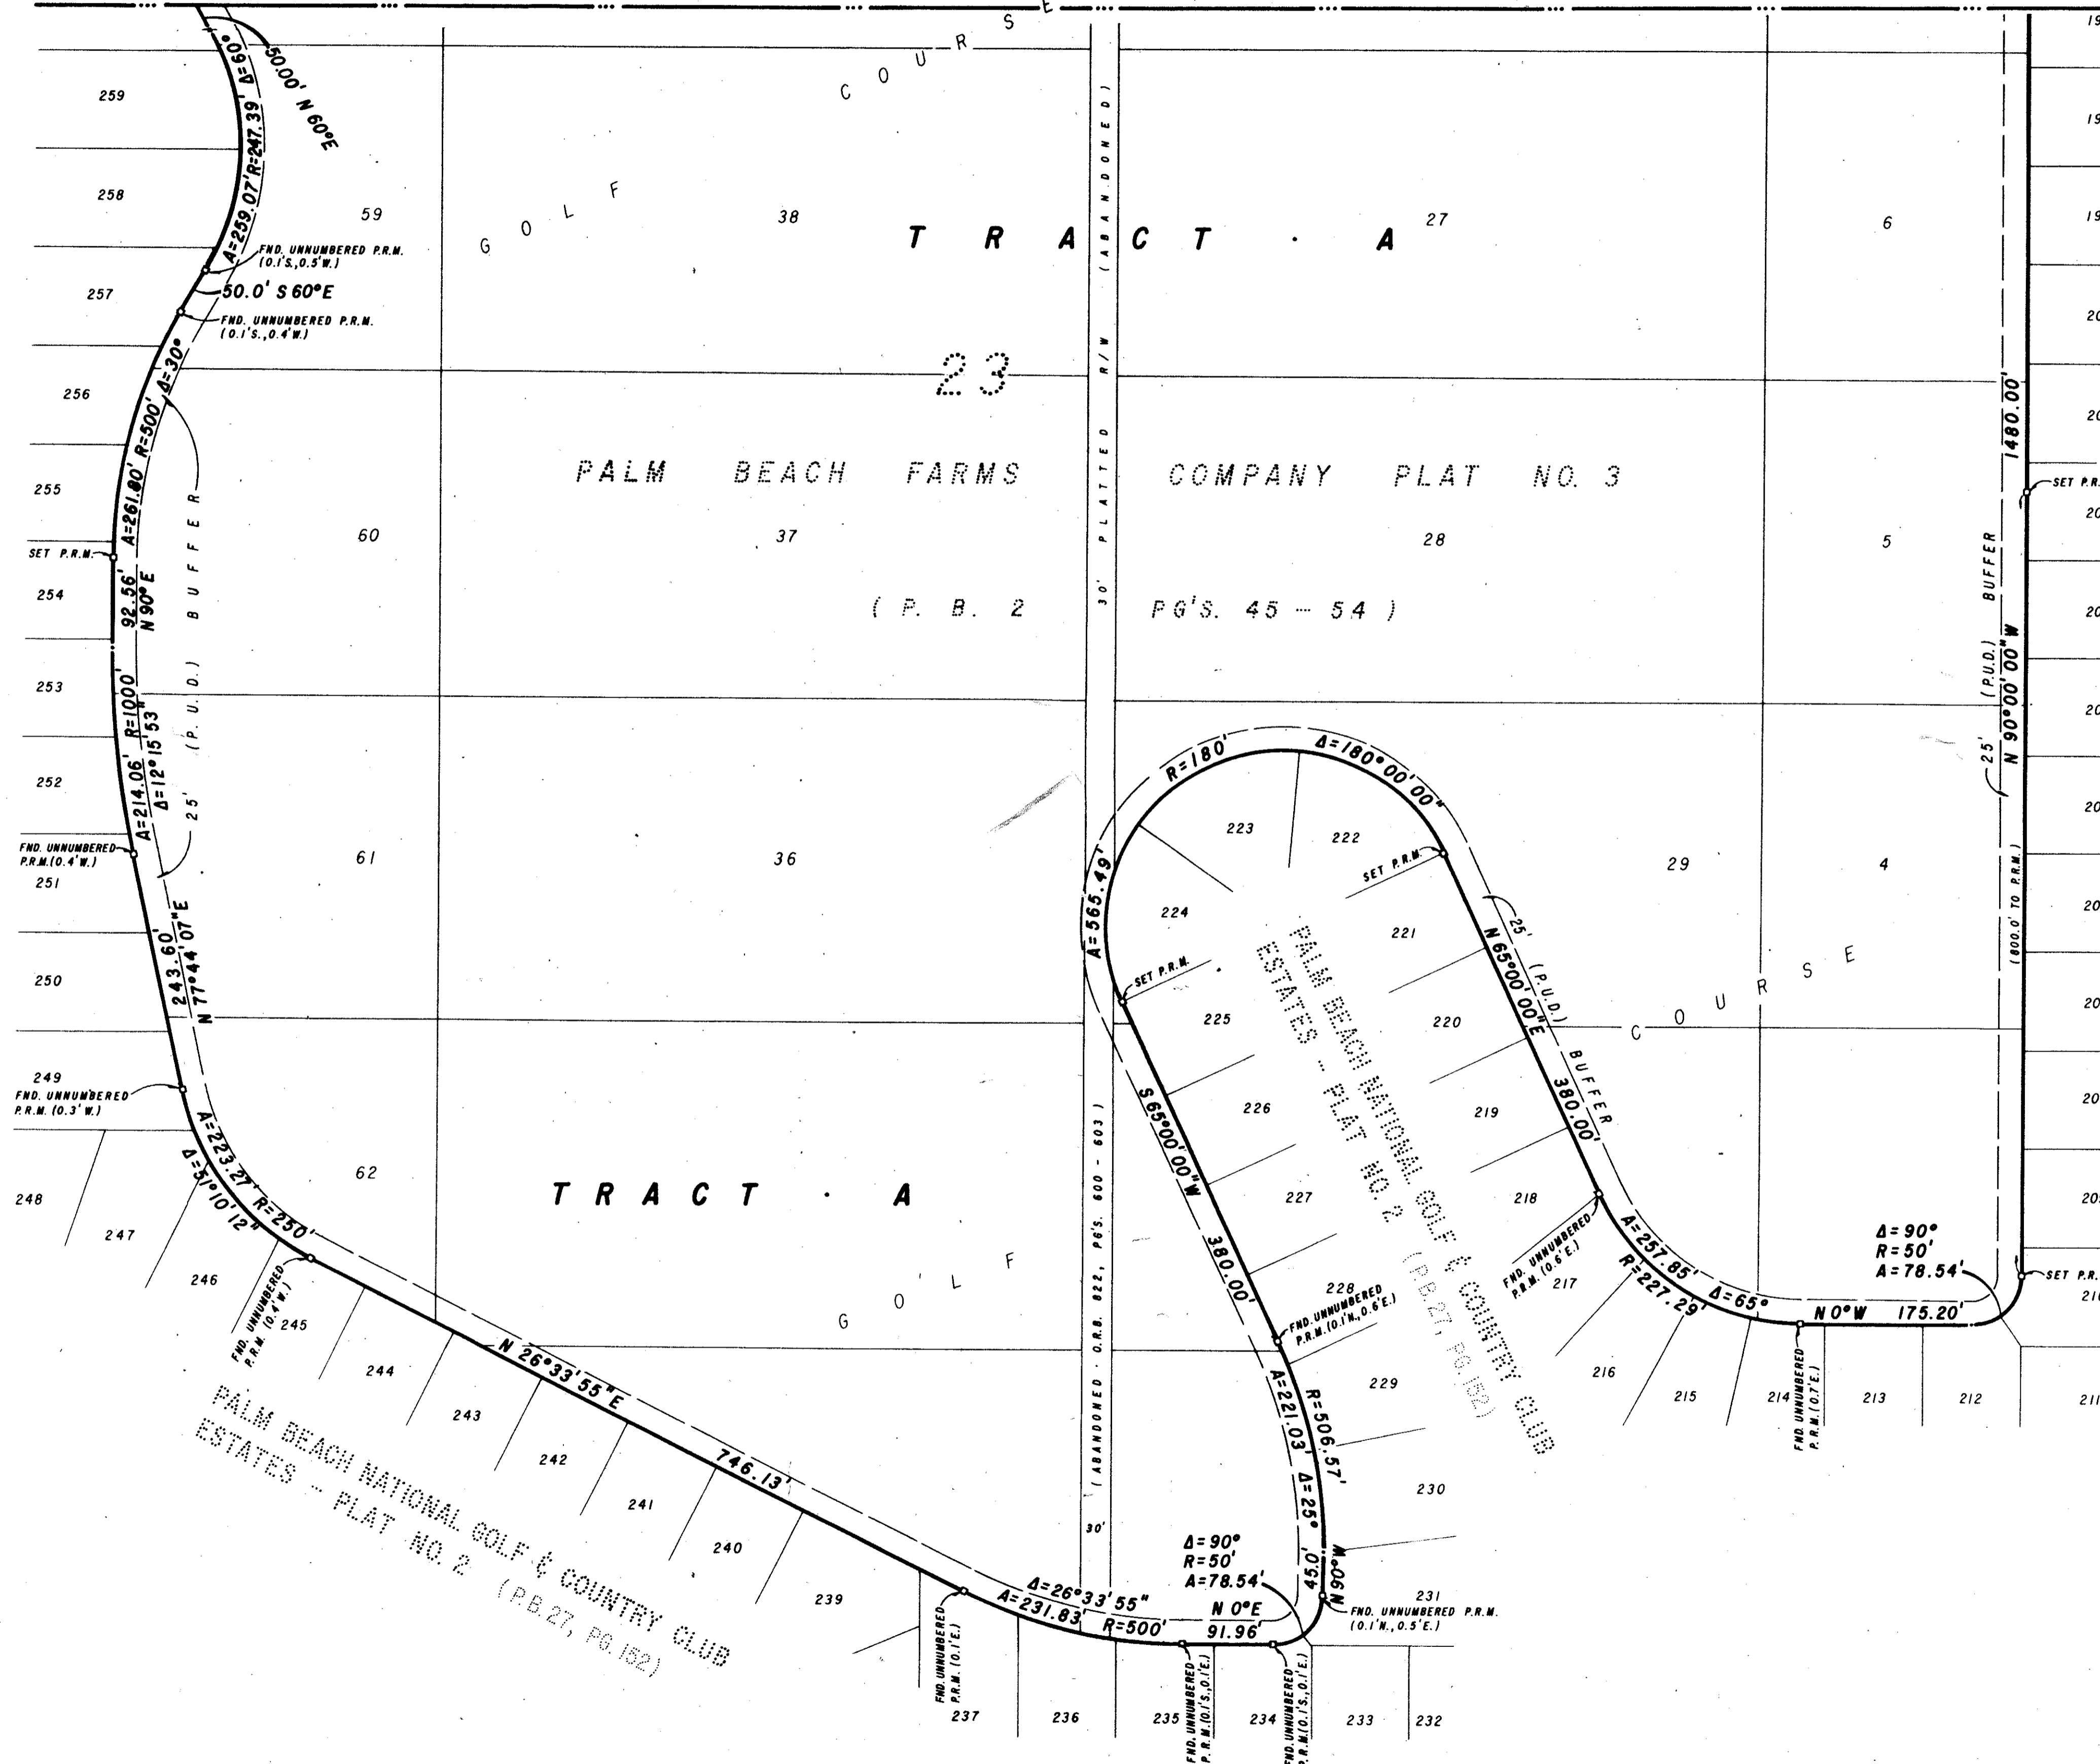 COURSE
19
259
Δ=60°
50.00' N 60°E
R=247.39'
A=259.07'
258
59
GOLF
38
27
6
TRACT · A
FND. UNNUMBERED P.R.M.
(0.1'S.,0.5'W.)
257
50.0' S 60°E
FND. UNNUMBERED P.R.M.
(0.1'S.,0.4'W.)
Δ=30°
R=500'
A=261.80'
256
23
255
PALM BEACH FARMS COMPANY PLAT NO. 3
SET P.R.M.
60
37
28
5
254
92.56'
N 90° E
(P.B. 2 PG'S. 45 - 54)
30' PLATTED R/W (ABANDONED)
253
R=1000'
A=214.06'
Δ=12°15'53"
25' (P.U.D.) BUFFER
252
FND. UNNUMBERED
P.R.M.(0.4'W.)
251
61
36
250
243.60'
N 77°44'07"E
249
FND. UNNUMBERED
P.R.M. (0.3'W.)
248
247
A=223.27' R=250'
Δ=51°10'12"
62
246
FND. UNNUMBERED
P.R.M. (0.4'W.)
245
TRACT · A
GOLF
244
N 26°33'55"E
746.13'
243
242
241
240
239
PALM BEACH NATIONAL GOLF & COUNTRY CLUB
ESTATES - PLAT NO. 2 (P.B.27, PG.152)
(ABANDONED - O.R.B. 822, PG'S. 600 - 603)
30'
R=180'
Δ=180°00'00"
A=565.49'
223
222
SET P.R.M.
224
221
SET P.R.M.
225
220
226
219
227
218
228
S 65°00'00"W
380.00'
PALM BEACH NATIONAL GOLF & COUNTRY CLUB
ESTATES - PLAT NO. 2 (P.B.27, PG.152)
N 65°00'00"E
380.00'
25' (P.U.D.) BUFFER
29
4
COURSE
1480.00'
N 90°00'00"W
25' (P.U.D.) BUFFER
(800.0' TO P.R.M.)
SET P.R.
FND. UNNUMBERED
P.R.M. (0.6'E.)
217
A=257.85'
R=227.29'
Δ=65°
Δ=90°
R=50'
A=78.54'
N 0°W 175.20'
SET P.R.
216
215
214
FND. UNNUMBERED
P.R.M. (0.7'E.)
213
212
211
FND. UNNUMBERED
P.R.M.(0.1'N.,0.6'E.)
229
A=221.03'
R=506.57'
Δ=25°
230
45.0'
N 90°W
231
FND. UNNUMBERED P.R.M.
(0.1'N.,0.5'E.)
Δ=90°
R=50'
A=78.54'
Δ=26°33'55"
A=231.83'
R=500'
N 0°E
91.96'
FND. UNNUMBERED
P.R.M. (0.1'E.)
237
236
235
FND. UNNUMBERED
P.R.M.(0.1'S.,0.1'E.)
234
FND. UNNUMBERED
P.R.M.(0.1'S.,0.1'E.)
233
232